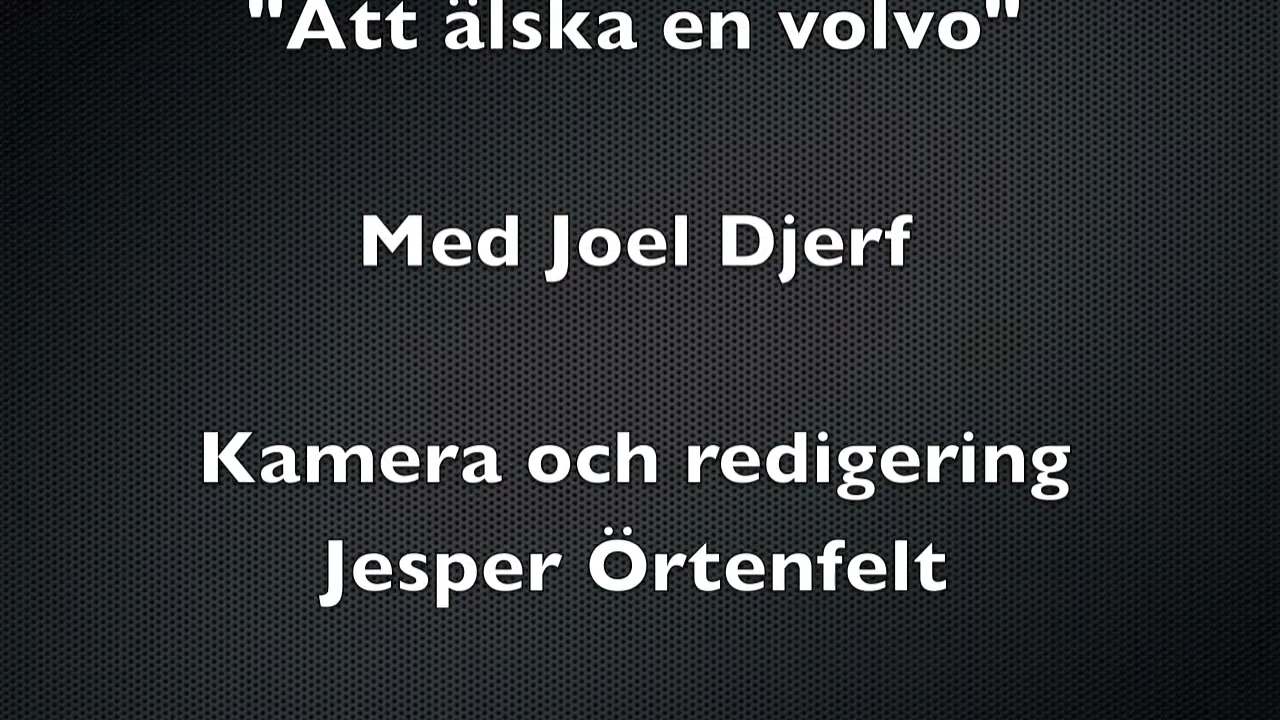 "Att älska en volvo"
Med Joel Djerf
Kamera och redigering
Jesper Örtenfelt